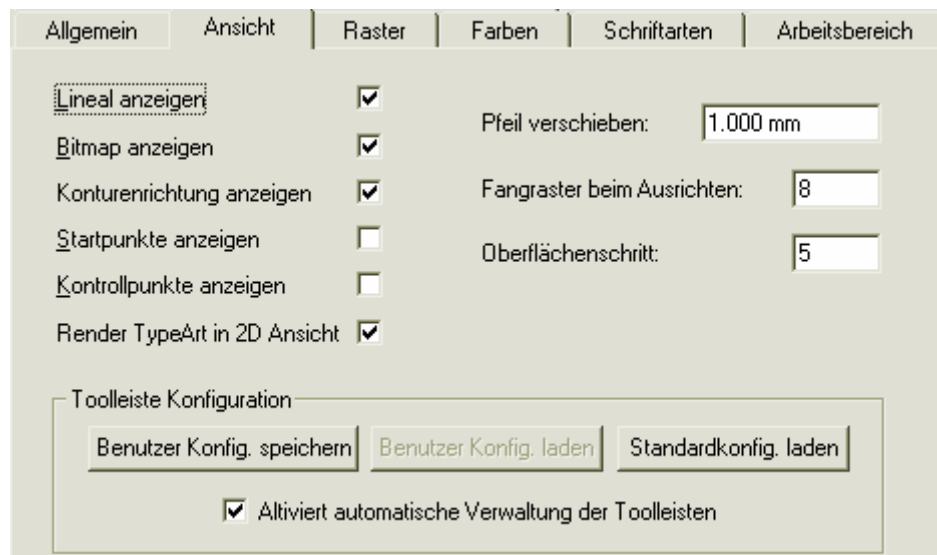 Allgemein Ansicht Raster Farben Schriftarten Arbeitsbereich
Lineal anzeigen
Bitmap anzeigen
Konturenrichtung anzeigen
Startpunkte anzeigen
Kontrollpunkte anzeigen
Render TypeArt in 2D Ansicht
Pfeil verschieben: 1.000 mm
Fangraster beim Ausrichten: 8
Oberflächenschritt: 5
Toolleiste Konfiguration
Benutzer Konfig. speichern Benutzer Konfig. laden Standardkonfig. laden
Altiviert automatische Verwaltung der Toolleisten